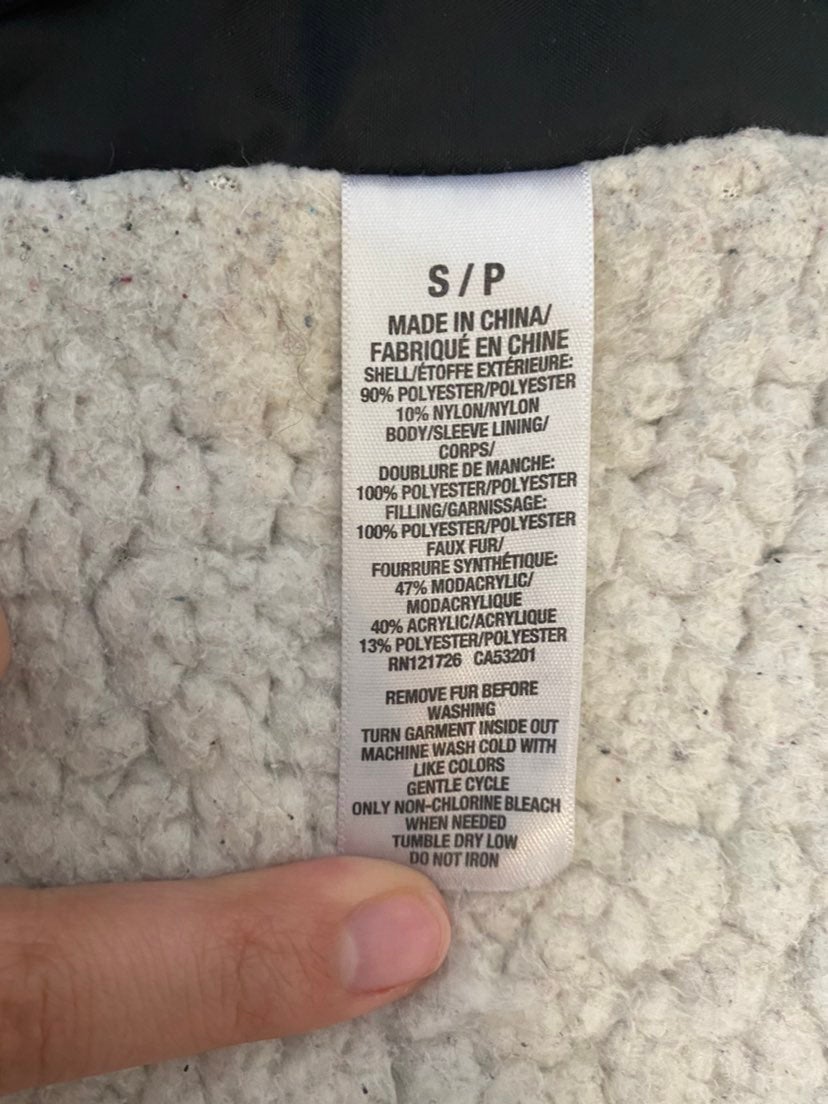 S / P
MADE IN CHINA/
FABRIQUÉ EN CHINE
SHELL/ÉTOFFE EXTÉRIEURE:
90% POLYESTER/POLYESTER
10% NYLON/NYLON
BODY/SLEEVE LINING/
CORPS/
DOUBLURE DE MANCHE:
100% POLYESTER/POLYESTER
FILLING/GARNISSAGE:
100% POLYESTER/POLYESTER
FAUX FUR/
FOURRURE SYNTHÉTIQUE:
47% MODACRYLIC/
MODACRYLIQUE
40% ACRYLIC/ACRYLIQUE
13% POLYESTER/POLYESTER
RN121726 CA53201
REMOVE FUR BEFORE
WASHING
TURN GARMENT INSIDE OUT
MACHINE WASH COLD WITH
LIKE COLORS
GENTLE CYCLE
ONLY NON-CHLORINE BLEACH
WHEN NEEDED
TUMBLE DRY LOW
DO NOT IRON